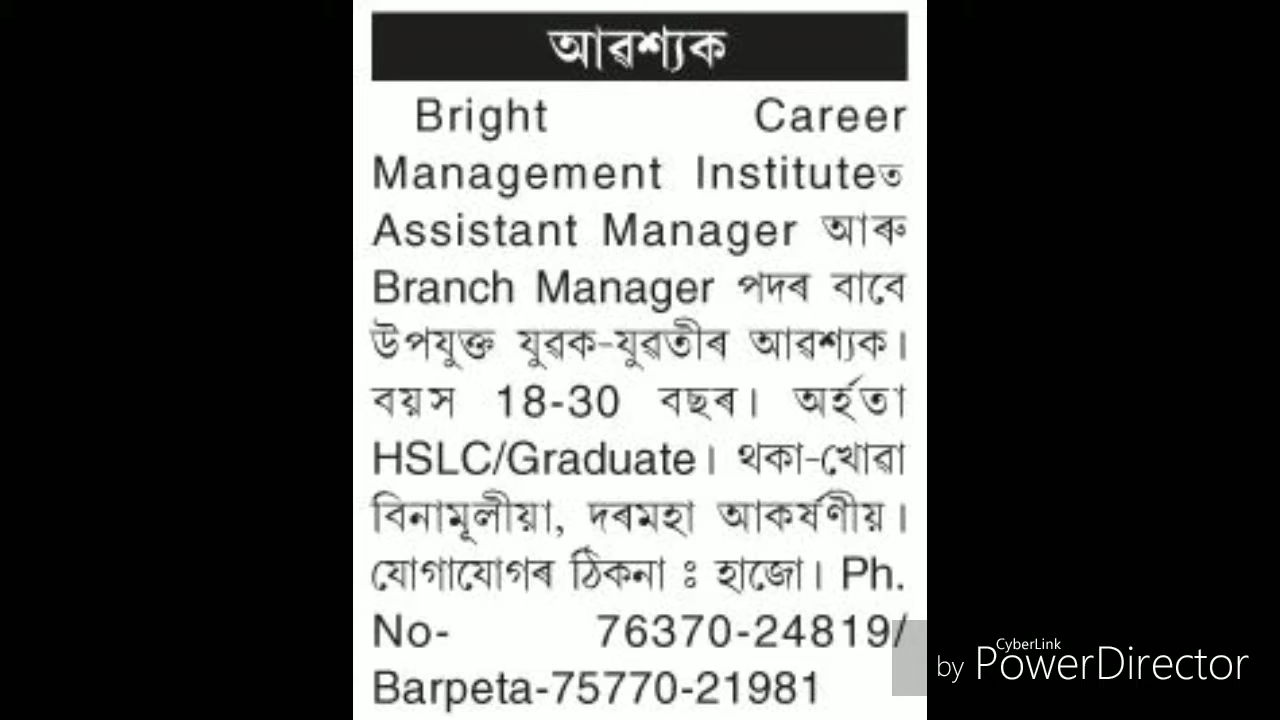 আৱশ্যক
Bright Career
Management Instituteত
Assistant Manager আৰু
Branch Manager পদৰ বাবে
উপযুক্ত যুৱক-যুৱতীৰ আৱশ্যক।
বয়স 18-30 বছৰ। অৰ্হতা
HSLC/Graduate। থকা-খোৱা
বিনামূলীয়া, দৰমহা আকৰ্ষণীয়।
যোগাযোগৰ ঠিকনা ঃ হাজো। Ph.
No- 76370-24819/
Barpeta-75770-21981
by CyberLink PowerDirector